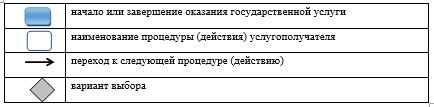 начало или завершение оказания государственной услуги
наименование процедуры (действия) услугополучателя
переход к следующей процедуре (действию)
вариант выбора